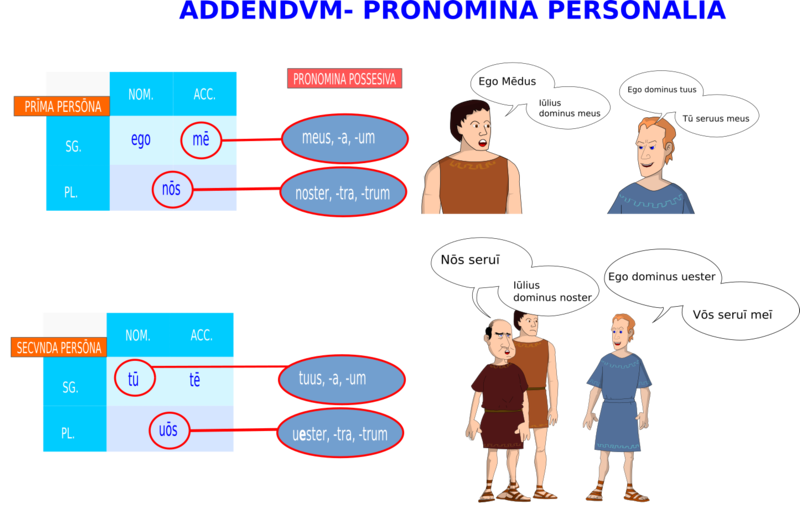 ADDENDVM- PRONOMINA PERSONALIA
PRONOMINA POSSESIVA
PRĪMA PERSŌNA
NOM. ACC.
SG. ego mē meus, -a, -um
PL. nōs noster, -tra, -trum
Ego Mēdus
Iūlius
dominus meus
Ego dominus tuus
Tū seruus meus
SECVNDA PERSŌNA
NOM. ACC.
SG. tū tē tuus, -a, -um
PL. uōs uester, -tra, -trum
Nōs seruī
Iūlius
dominus noster
Ego dominus uester
Vōs seruī meī